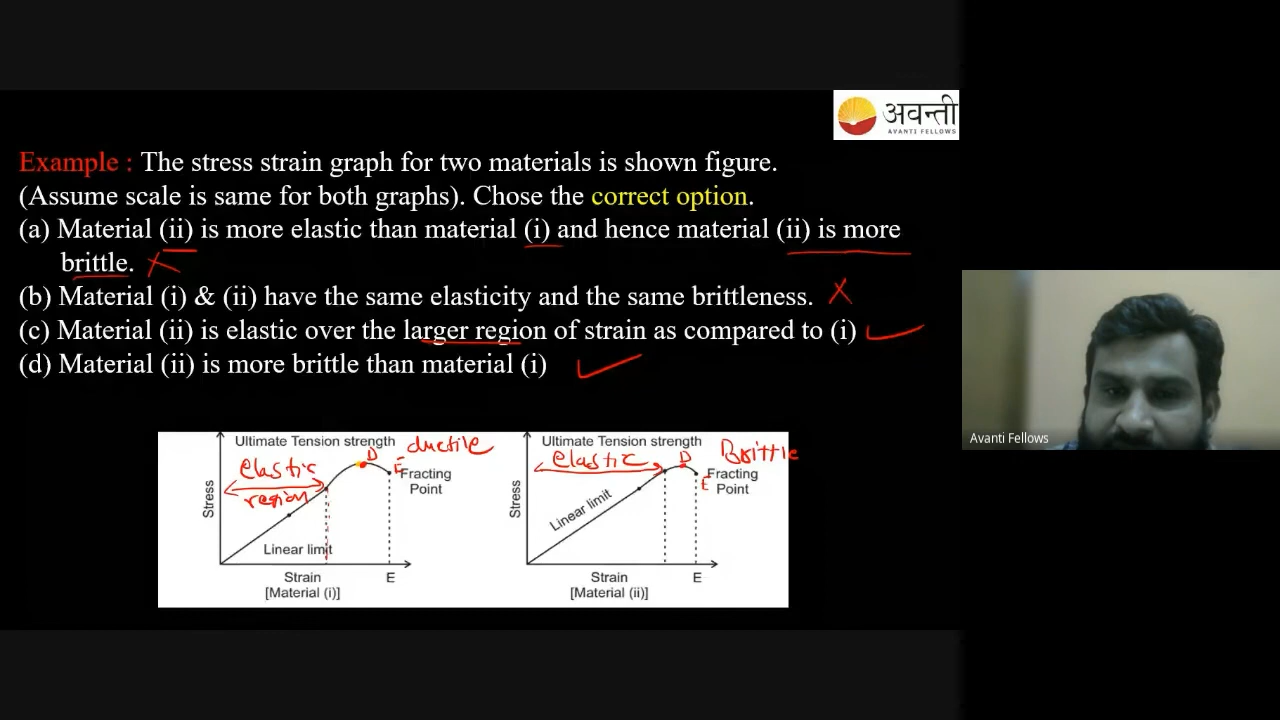 अवन्ती
AVANTI FELLOWS
Example : The stress strain graph for two materials is shown figure.
(Assume scale is same for both graphs). Chose the correct option.
(a) Material (ii) is more elastic than material (i) and hence material (ii) is more
brittle.
(b) Material (i) & (ii) have the same elasticity and the same brittleness.
(c) Material (ii) is elastic over the larger region of strain as compared to (i)
(d) Material (ii) is more brittle than material (i)
Avanti Fellows
Ultimate Tension strength
ductile
D
E
elastic
region
Fracting
Point
Stress
Linear limit
Strain
E
[Material (i)]
Ultimate Tension strength
Brittle
elastic
D
E
Fracting
Point
Stress
Linear limit
Strain
E
[Material (ii)]